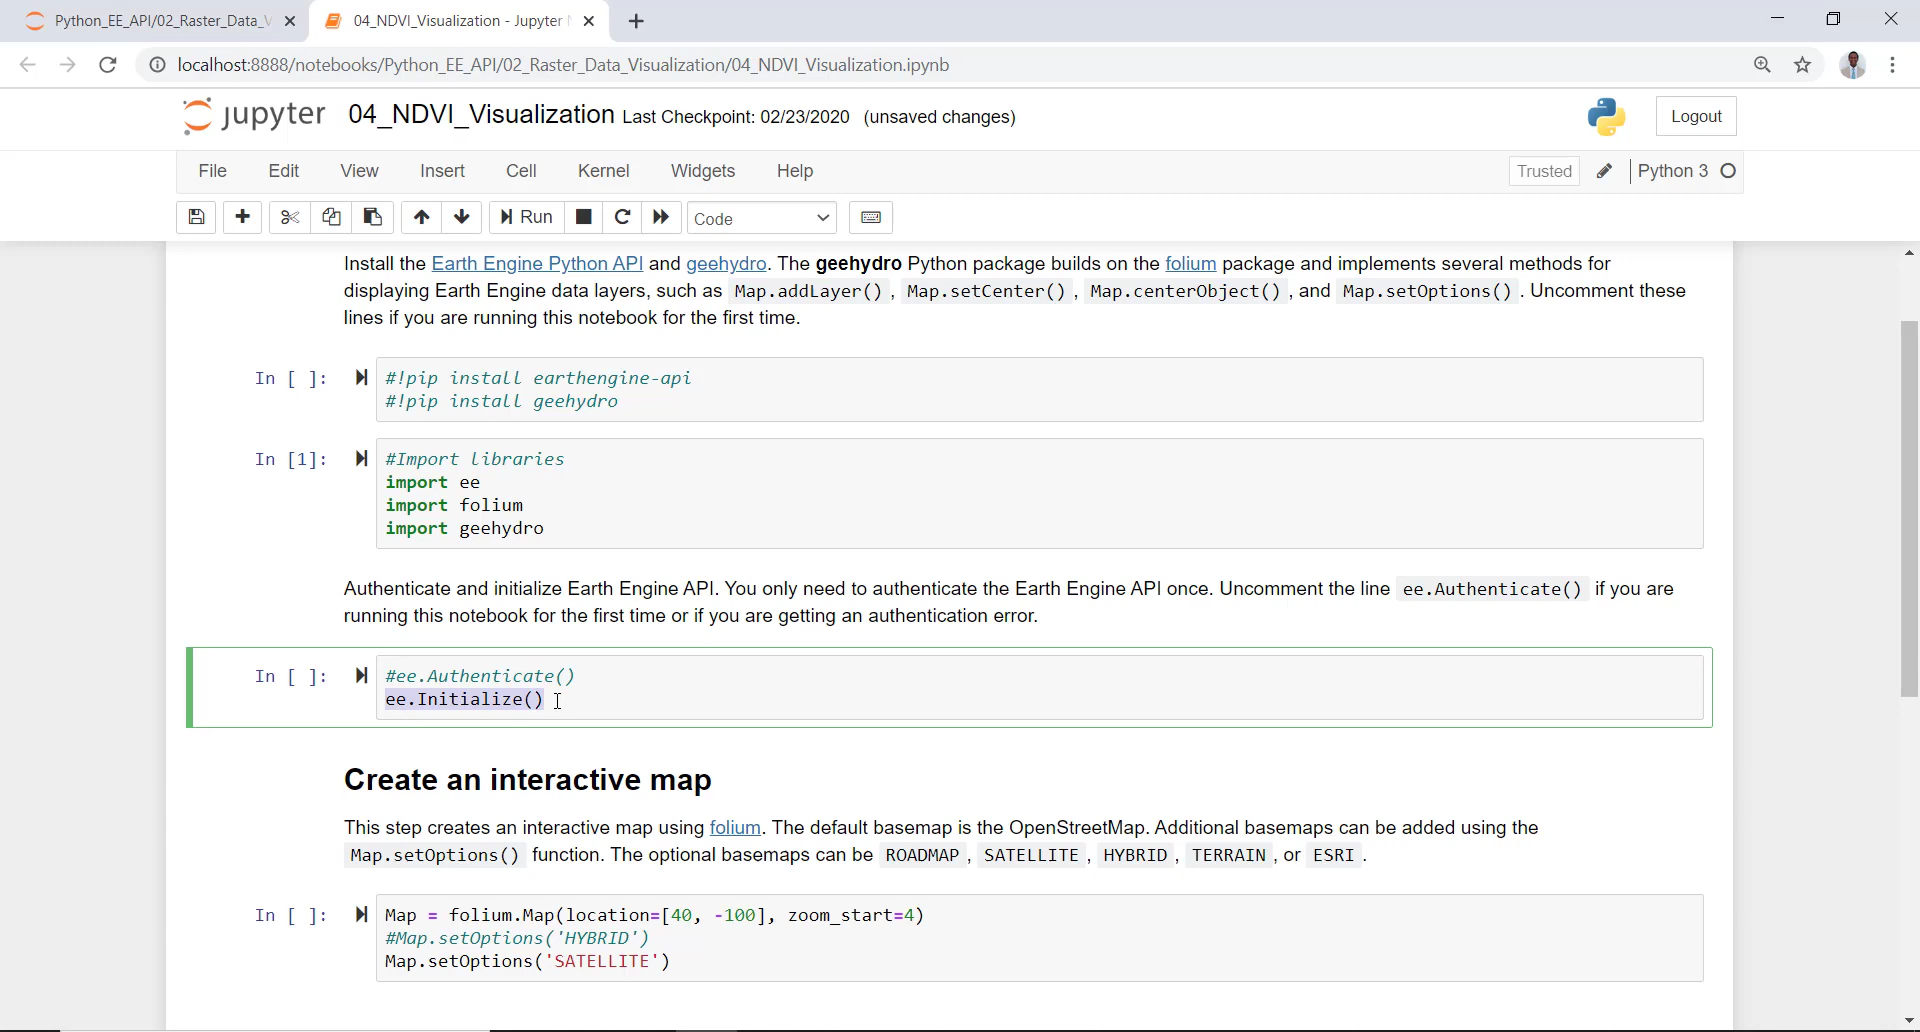 Python_EE_API/02_Raster_Data_V
04_NDVI_Visualization - Jupyter
localhost:8888/notebooks/Python_EE_API/02_Raster_Data_Visualization/04_NDVI_Visualization.ipynb
jupyter 04_NDVI_Visualization Last Checkpoint: 02/23/2020 (unsaved changes)
Logout
File Edit View Insert Cell Kernel Widgets Help
Trusted Python 3
Run Code
Install the Earth Engine Python API and geehydro. The geehydro Python package builds on the folium package and implements several methods for
displaying Earth Engine data layers, such as Map.addLayer() , Map.setCenter() , Map.centerObject() , and Map.setOptions() . Uncomment these
lines if you are running this notebook for the first time.
In [ ]: #!pip install earthengine-api
#!pip install geehydro
In [1]: #Import libraries
import ee
import folium
import geehydro
Authenticate and initialize Earth Engine API. You only need to authenticate the Earth Engine API once. Uncomment the line ee.Authenticate() if you are
running this notebook for the first time or if you are getting an authentication error.
In [ ]: #ee.Authenticate()
ee.Initialize()
Create an interactive map
This step creates an interactive map using folium. The default basemap is the OpenStreetMap. Additional basemaps can be added using the
Map.setOptions() function. The optional basemaps can be ROADMAP , SATELLITE , HYBRID , TERRAIN , or ESRI .
In [ ]: Map = folium.Map(location=[40, -100], zoom_start=4)
#Map.setOptions('HYBRID')
Map.setOptions('SATELLITE')